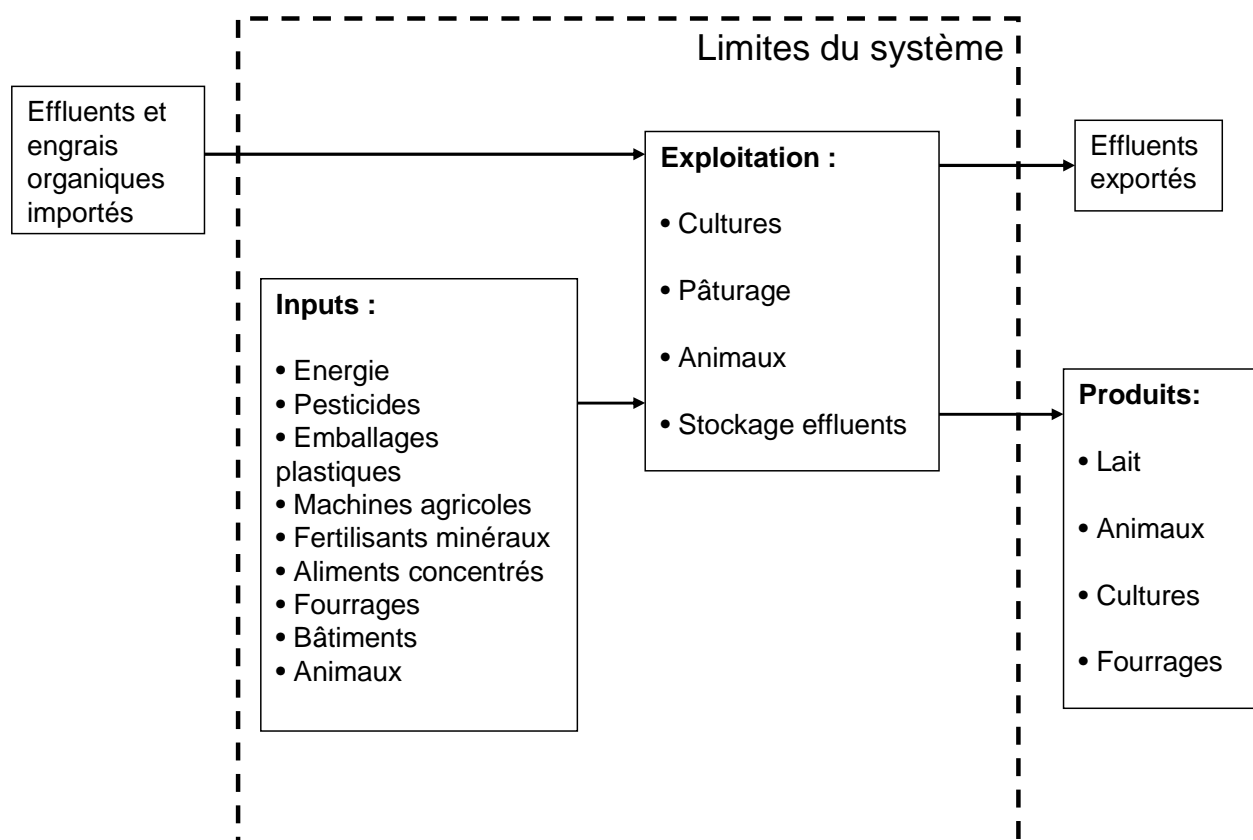 Limites du système
Effluents et
engrais
organiques
importés
Exploitation :
• Cultures
• Pâturage
• Animaux
• Stockage effluents
Effluents
exportés
Inputs :
• Energie
• Pesticides
• Emballages
plastiques
• Machines agricoles
• Fertilisants minéraux
• Aliments concentrés
• Fourrages
• Bâtiments
• Animaux
Produits:
• Lait
• Animaux
• Cultures
• Fourrages